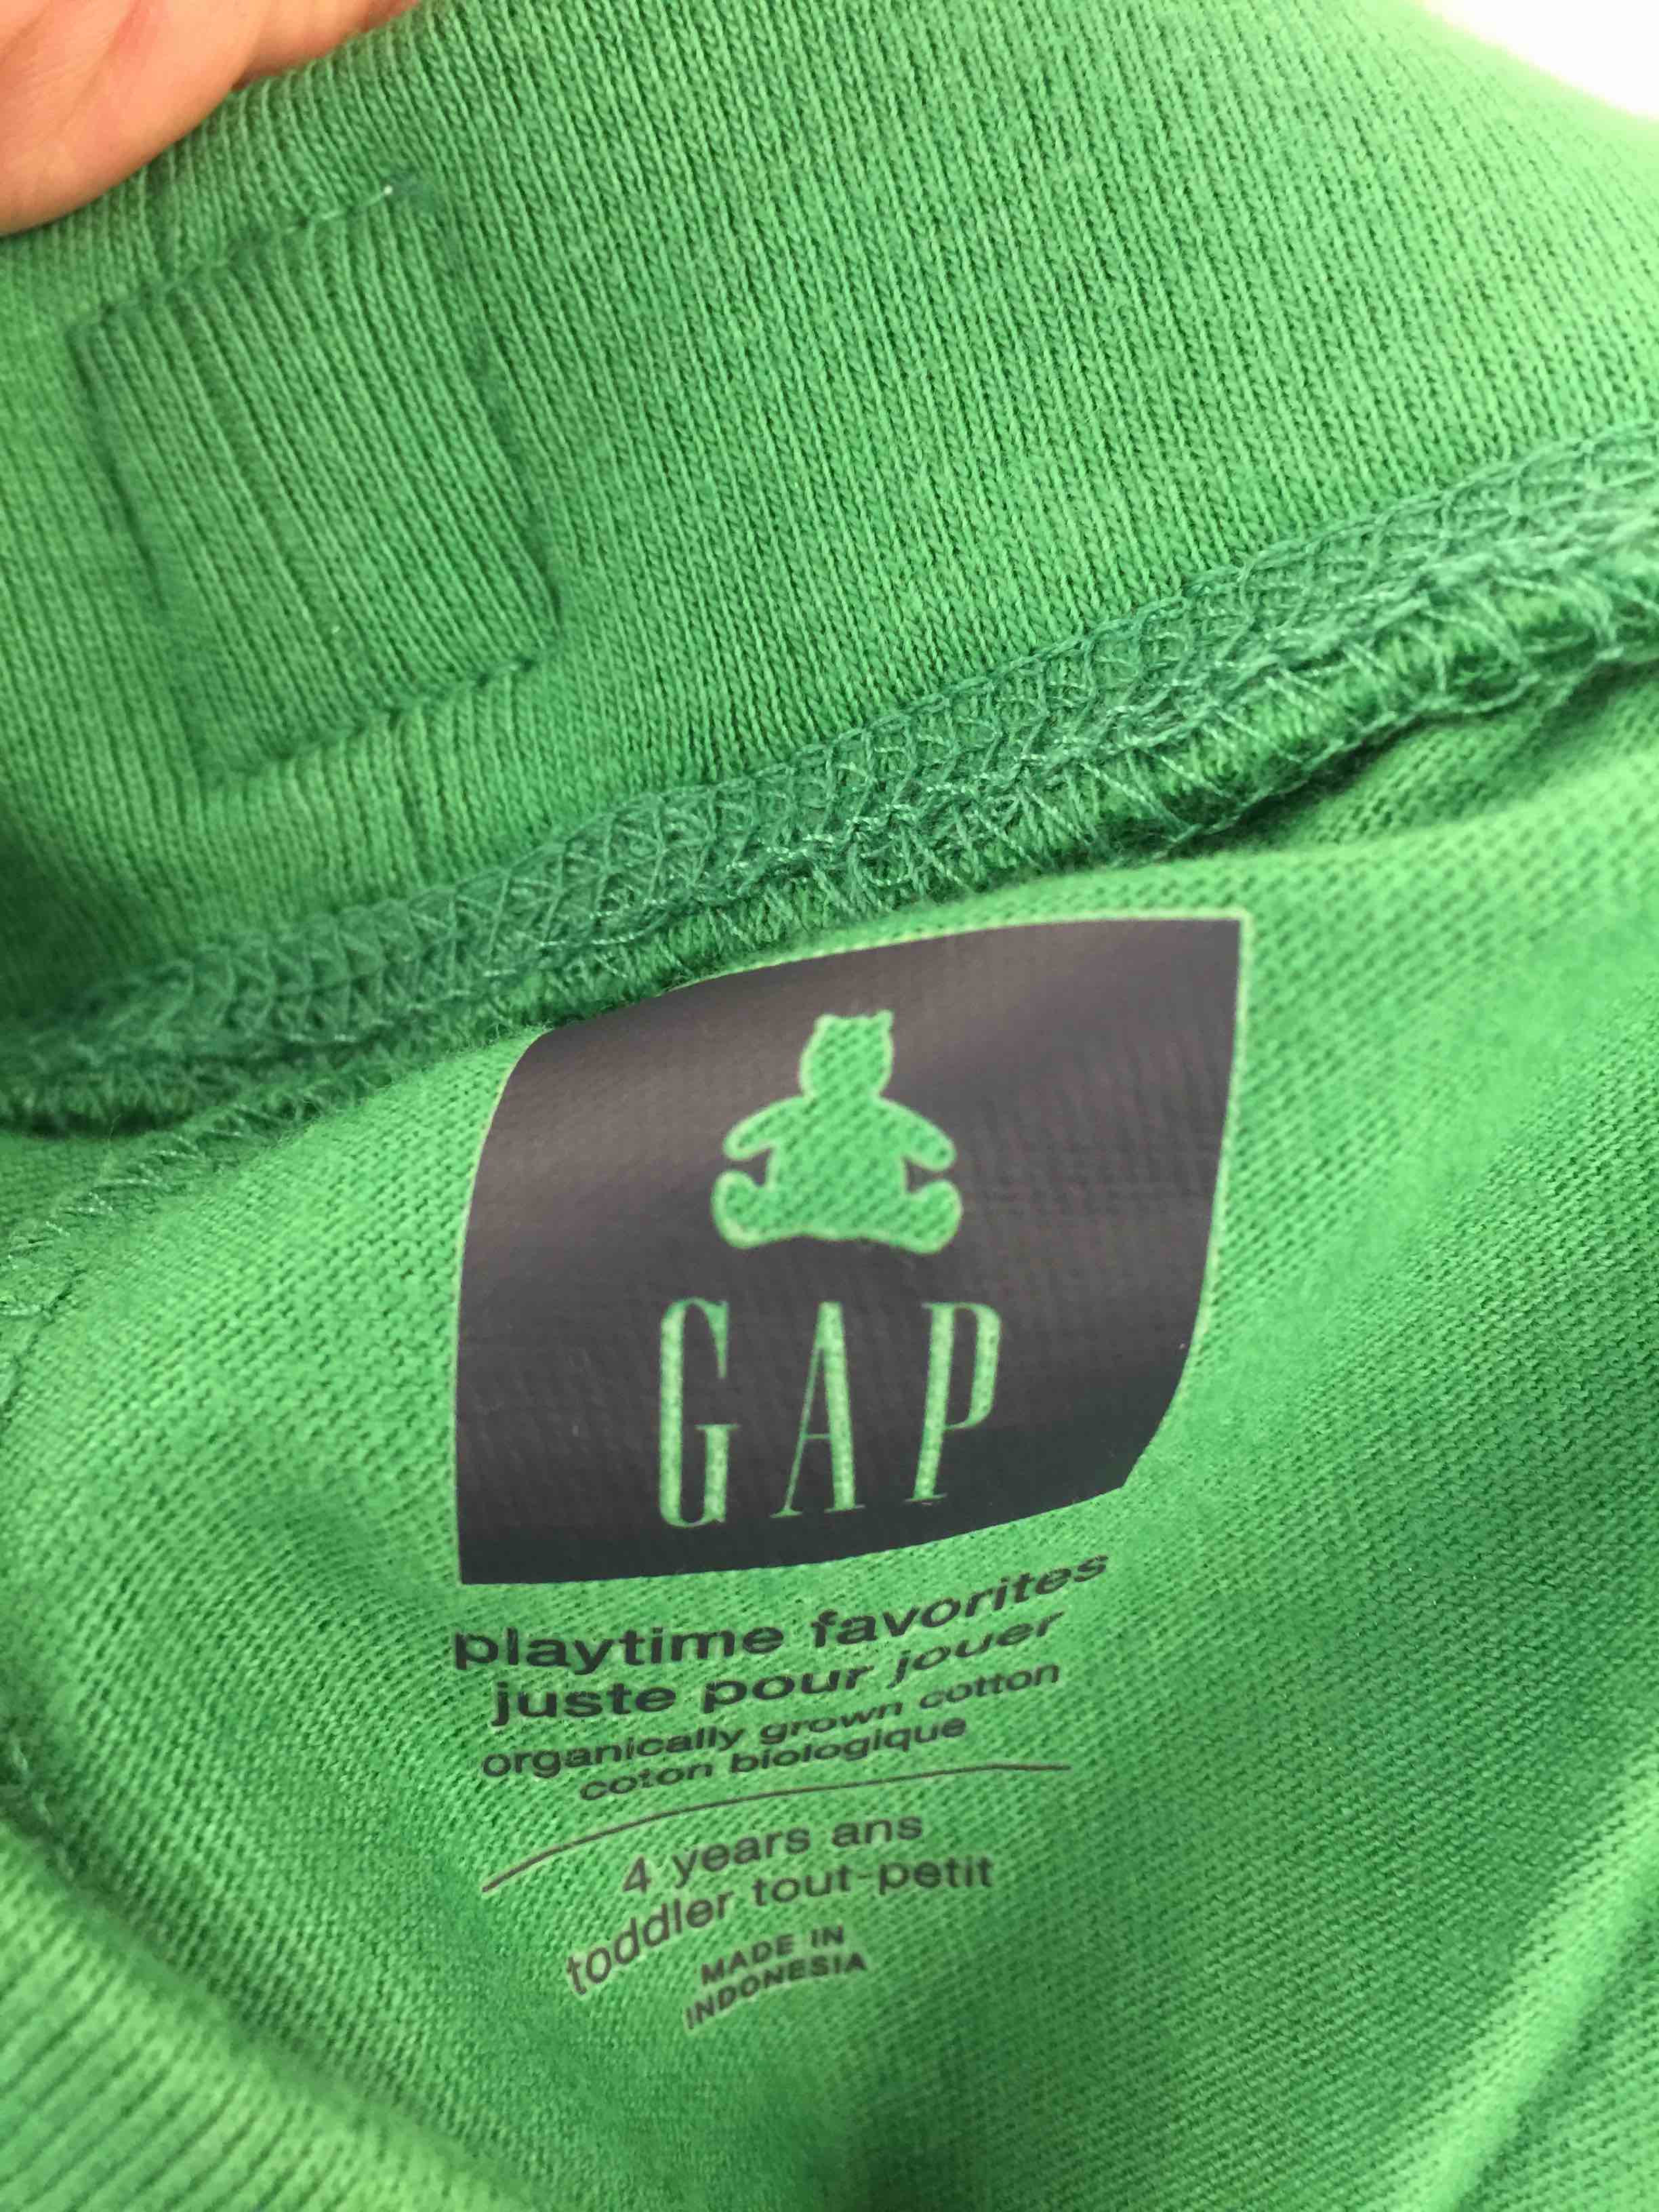 GAP
playtime favorites
juste pour jouer
organically grown cotton
coton biologique
4 years ans
toddler tout-petit
MADE IN
INDONESIA